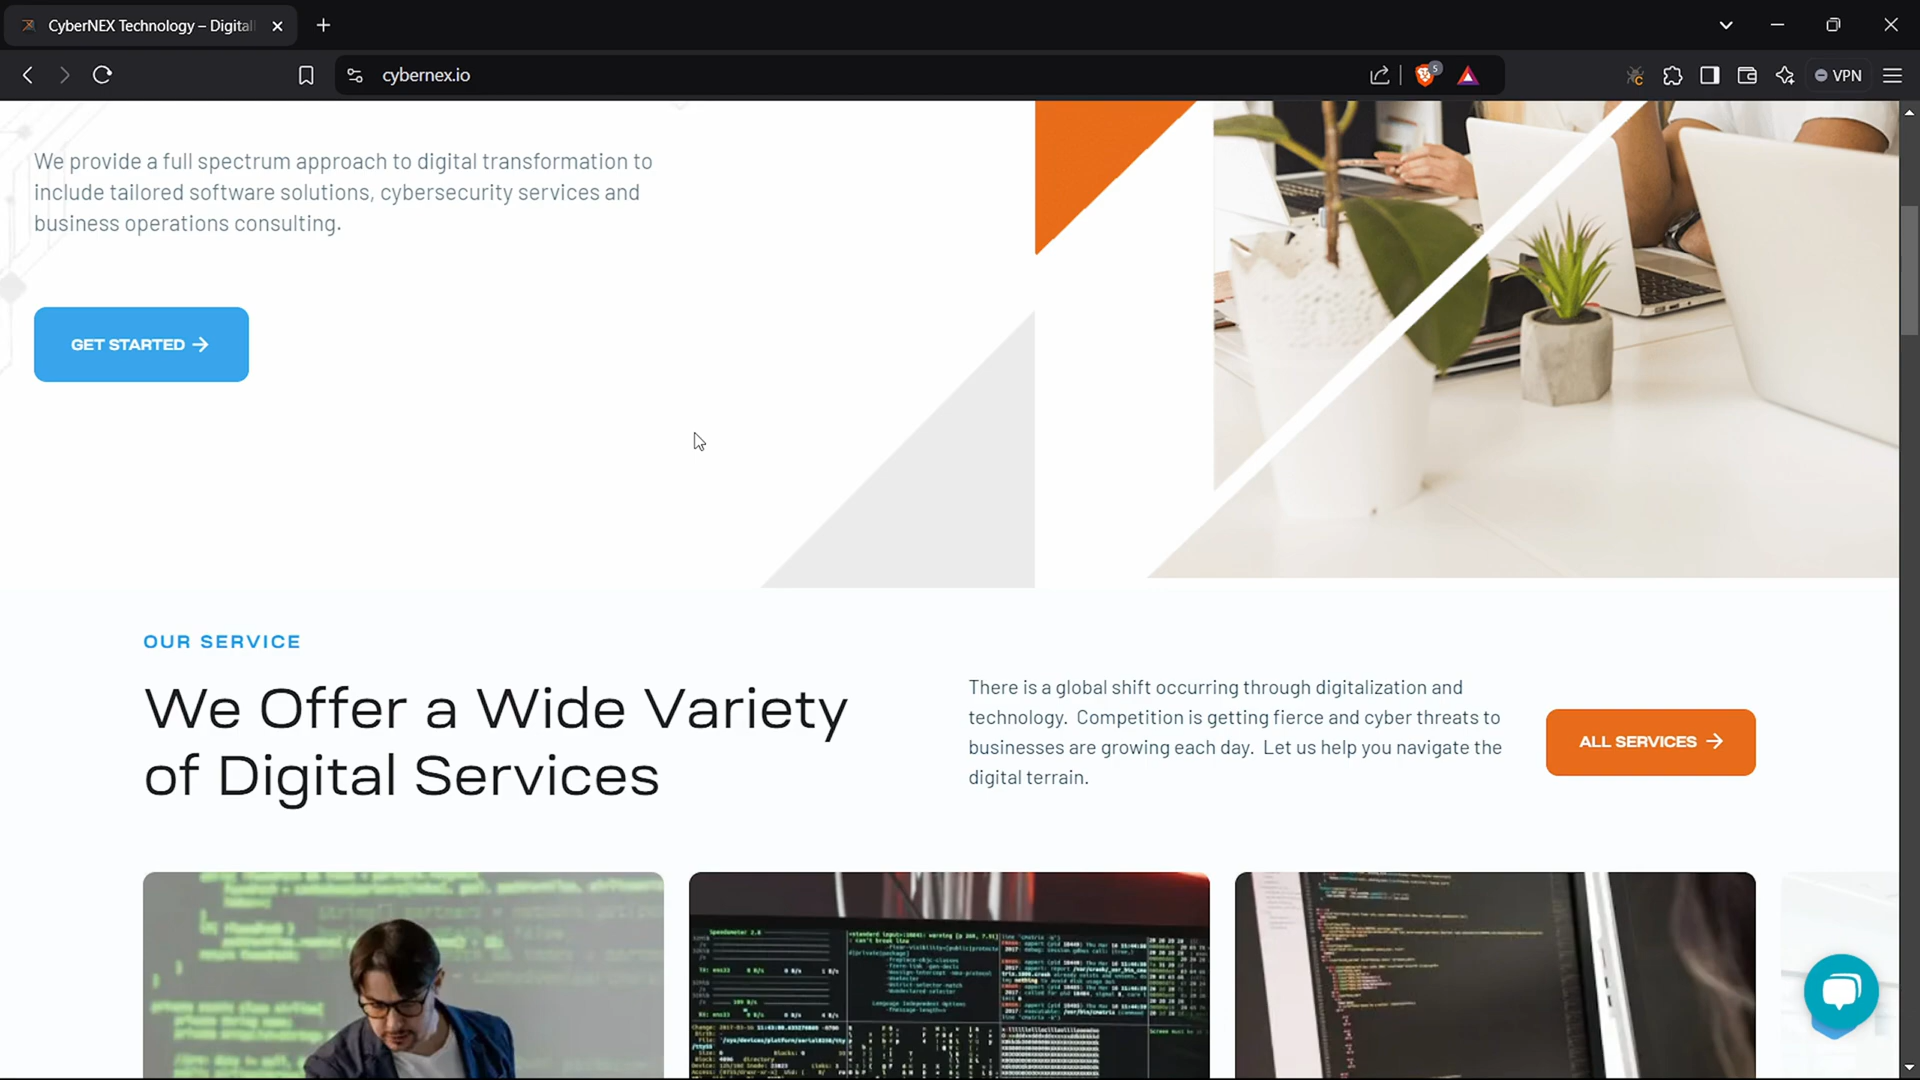 CyberNEX Technology – Digital
cybernex.io
5
VPN
We provide a full spectrum approach to digital transformation to
include tailored software solutions, cybersecurity services and
business operations consulting.
GET STARTED →
OUR SERVICE
We Offer a Wide Variety
of Digital Services
There is a global shift occurring through digitalization and
technology. Competition is getting fierce and cyber threats to
businesses are growing each day. Let us help you navigate the
digital terrain.
ALL SERVICES →